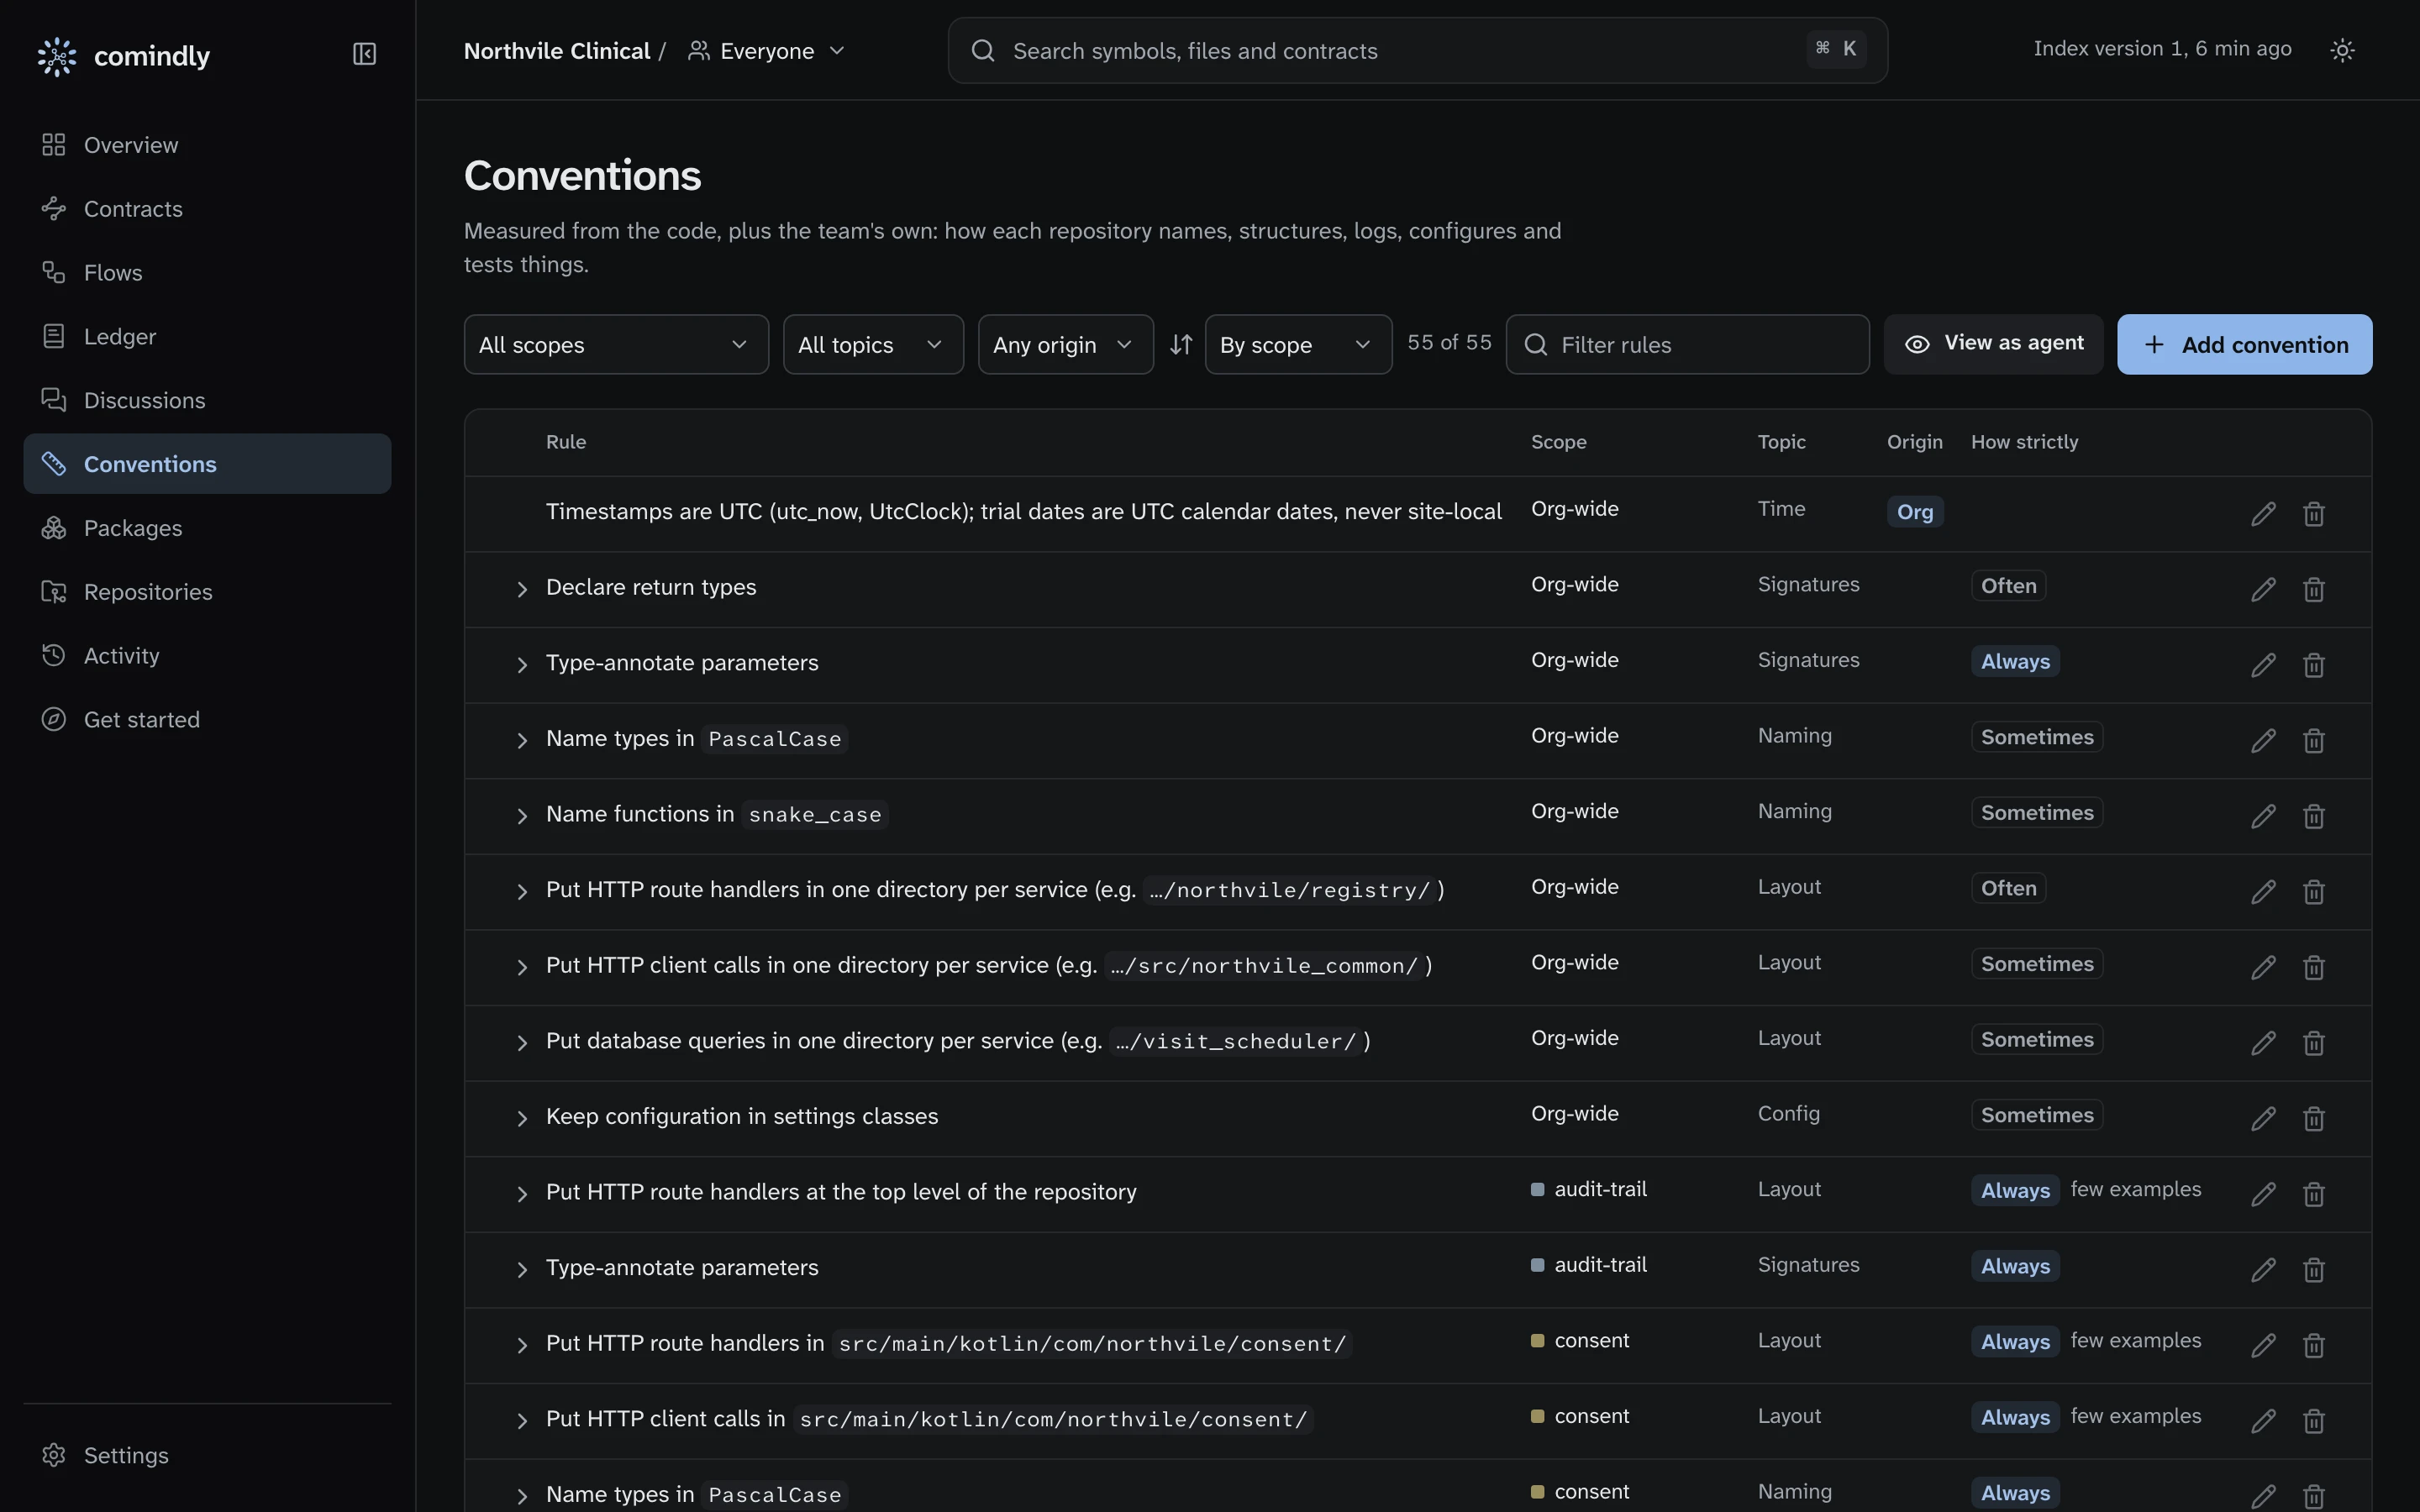 comindly
Northvile Clinical / Everyone
Search symbols, files and contracts ⌘ K
Index version 1, 6 min ago
Overview
Contracts
Flows
Ledger
Discussions
Conventions
Packages
Repositories
Activity
Get started
Settings
Conventions
Measured from the code, plus the team's own: how each repository names, structures, logs, configures and
tests things.
All scopes All topics Any origin By scope 55 of 55 Filter rules View as agent + Add convention
Rule Scope Topic Origin How strictly
Timestamps are UTC (utc_now, UtcClock); trial dates are UTC calendar dates, never site-local Org-wide Time Org
Declare return types Org-wide Signatures Often
Type-annotate parameters Org-wide Signatures Always
Name types in PascalCase Org-wide Naming Sometimes
Name functions in snake_case Org-wide Naming Sometimes
Put HTTP route handlers in one directory per service (e.g. …/northvile/registry/) Org-wide Layout Often
Put HTTP client calls in one directory per service (e.g. …/src/northvile_common/) Org-wide Layout Sometimes
Put database queries in one directory per service (e.g. …/visit_scheduler/) Org-wide Layout Sometimes
Keep configuration in settings classes Org-wide Config Sometimes
Put HTTP route handlers at the top level of the repository audit-trail Layout Always few examples
Type-annotate parameters audit-trail Signatures Always
Put HTTP route handlers in src/main/kotlin/com/northvile/consent/ consent Layout Always few examples
Put HTTP client calls in src/main/kotlin/com/northvile/consent/ consent Layout Always few examples
Name types in PascalCase consent Naming Always